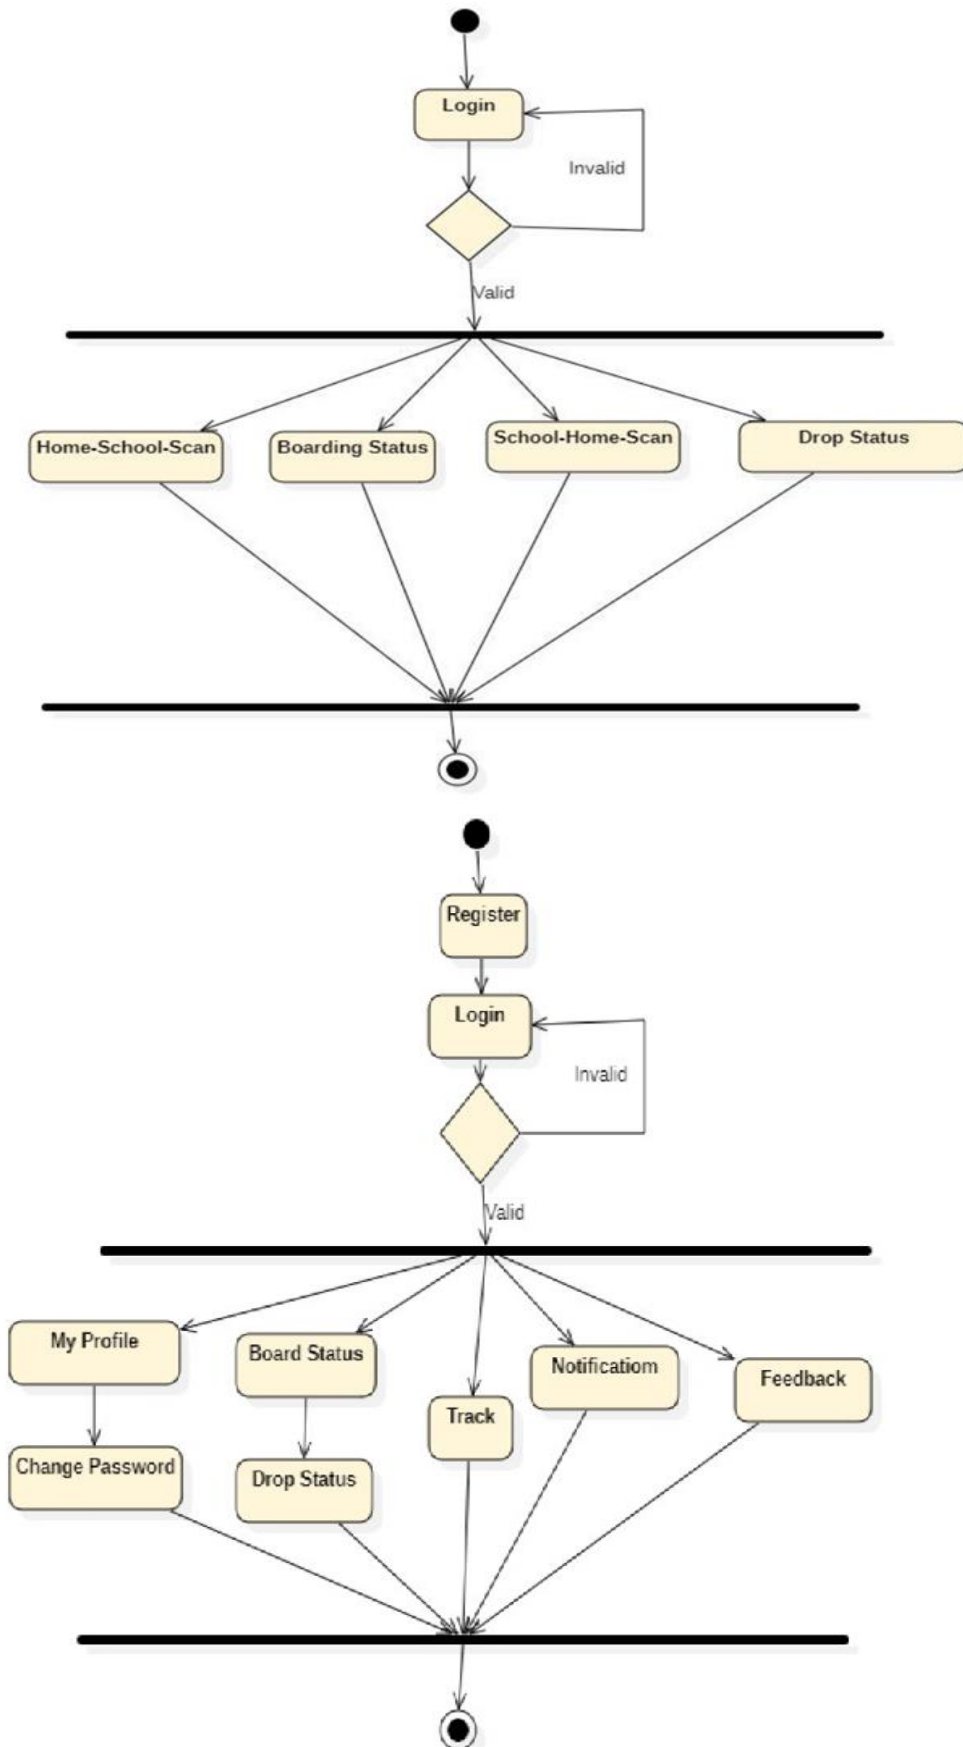 Login
Invalid
Valid
Home-School-Scan
Boarding Status
School-Home-Scan
Drop Status
Register
Login
Invalid
Valid
My Profile
Board Status
Notificatiom
Feedback
Track
Change Password
Drop Status